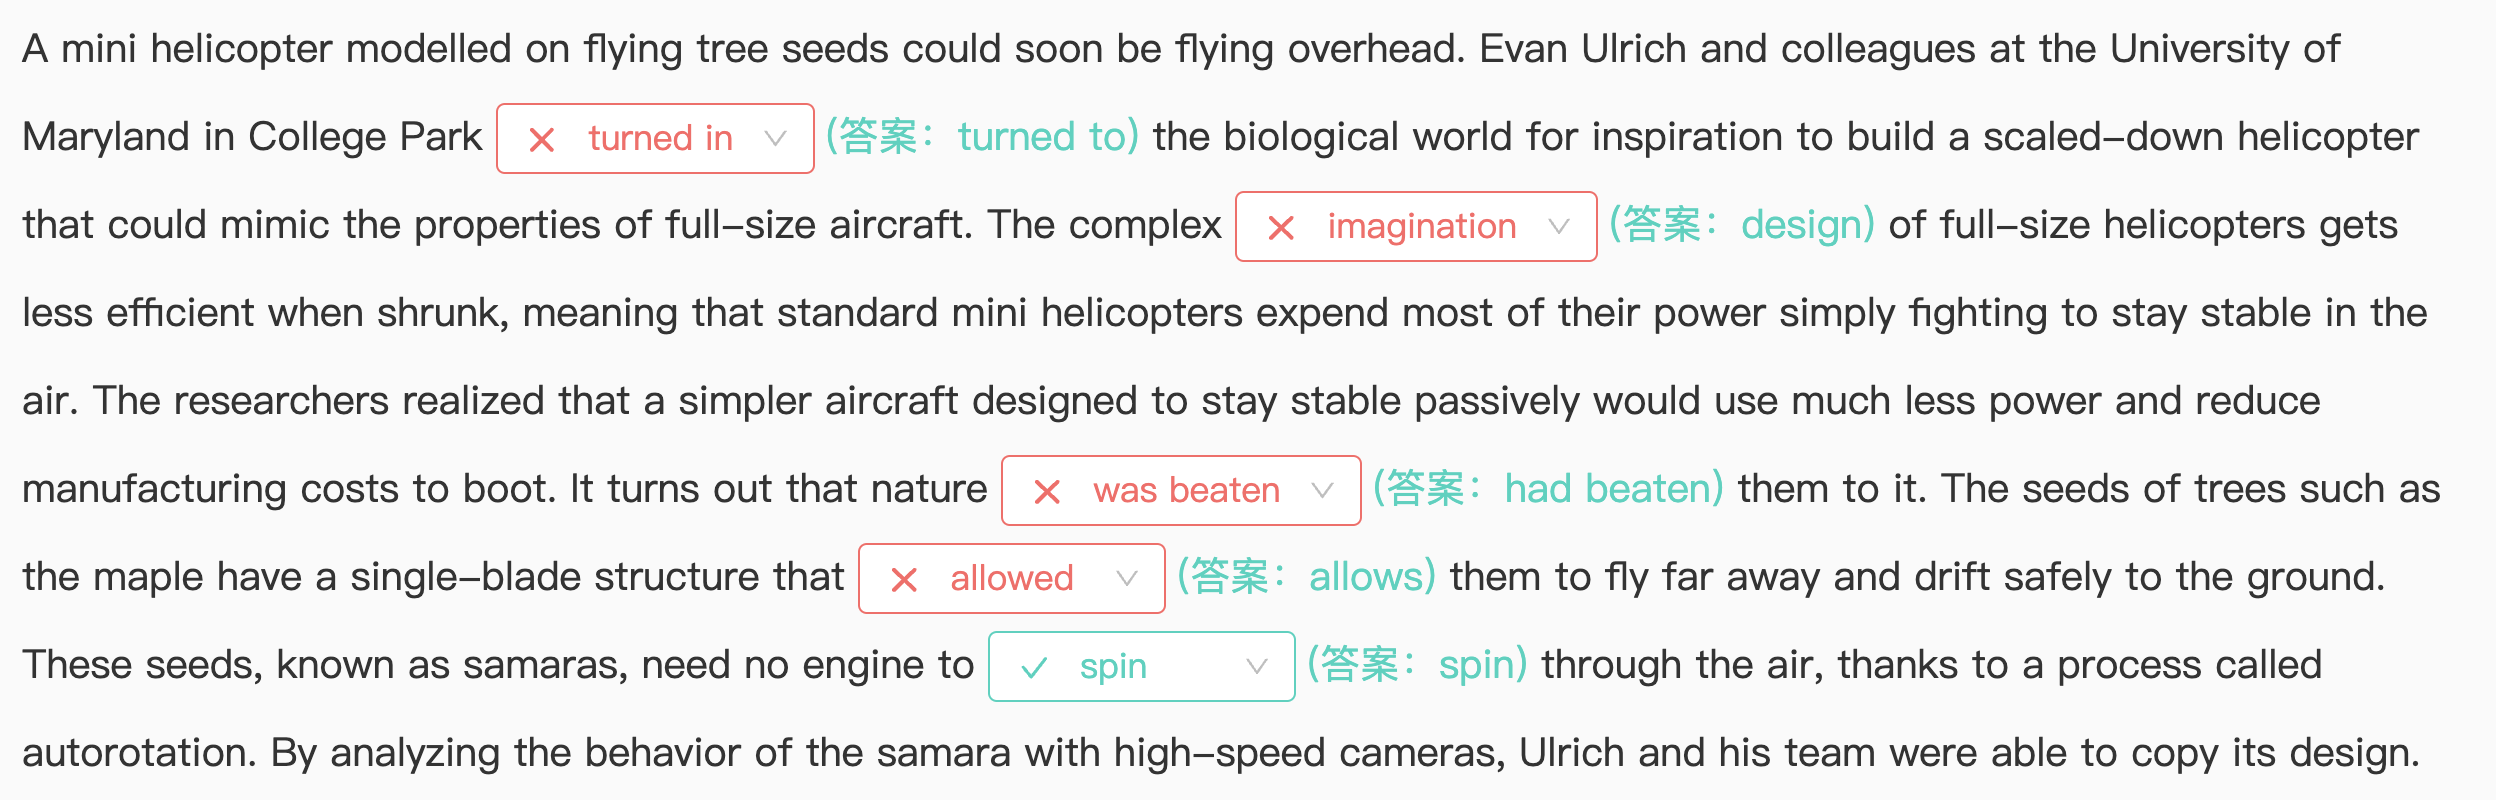 A mini helicopter modelled on flying tree seeds could soon be flying overhead. Evan Ulrich and colleagues at the University of
Maryland in College Park turned in (答案： turned to) the biological world for inspiration to build a scaled–down helicopter
that could mimic the properties of full–size aircraft. The complex imagination (答案： design) of full–size helicopters gets
less efficient when shrunk, meaning that standard mini helicopters expend most of their power simply fighting to stay stable in the
air. The researchers realized that a simpler aircraft designed to stay stable passively would use much less power and reduce
manufacturing costs to boot. It turns out that nature was beaten (答案： had beaten) them to it. The seeds of trees such as
the maple have a single–blade structure that allowed (答案： allows) them to fly far away and drift safely to the ground.
These seeds, known as samaras, need no engine to spin (答案： spin) through the air, thanks to a process called
autorotation. By analyzing the behavior of the samara with high–speed cameras, Ulrich and his team were able to copy its design.